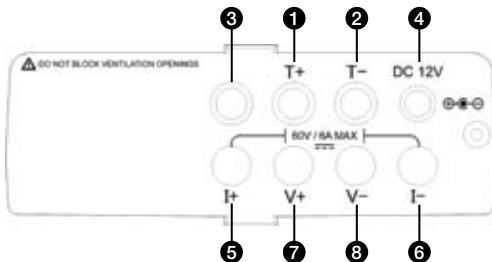 3 1 2 4
⚠ DO NOT BLOCK VENTILATION OPENINGS
T+ T− DC 12V
60V / 6A MAX
I+ V+ V− I−
5 7 8 6